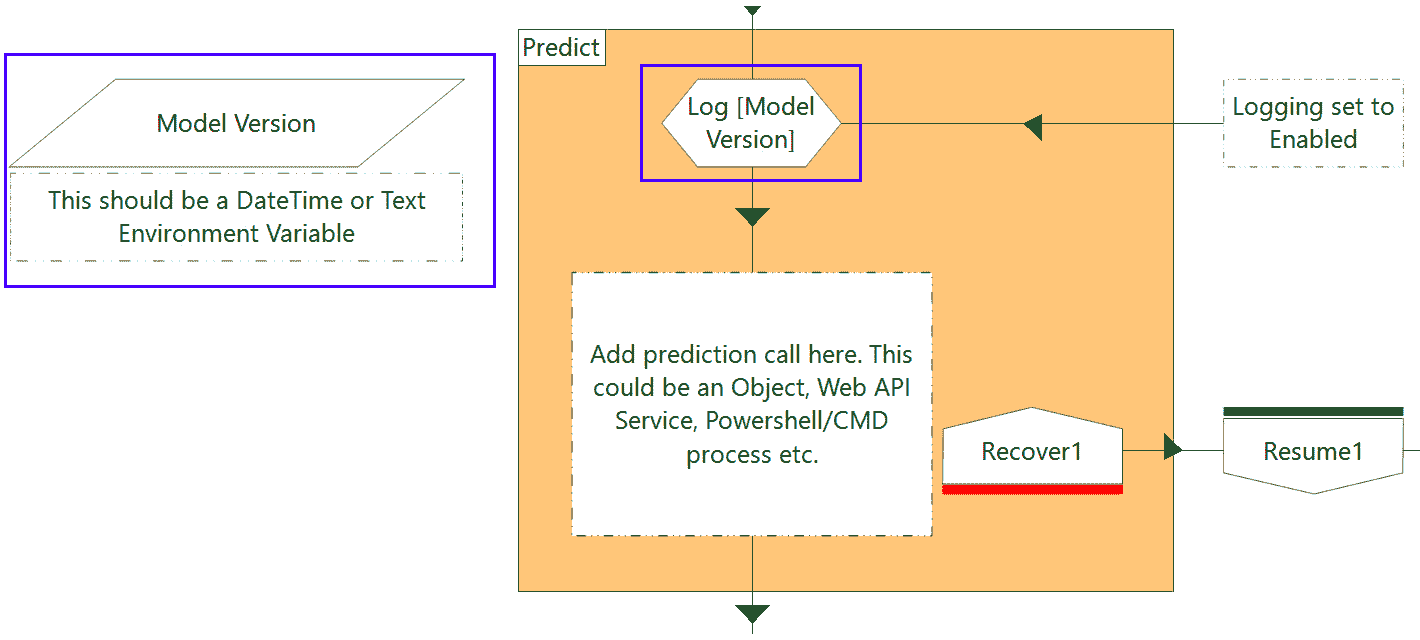 Predict
Model Version
This should be a DateTime or Text
Environment Variable
Log [Model
Version]
Logging set to
Enabled
Add prediction call here. This
could be an Object, Web API
Service, Powershell/CMD
process etc.
Recover1
Resume1